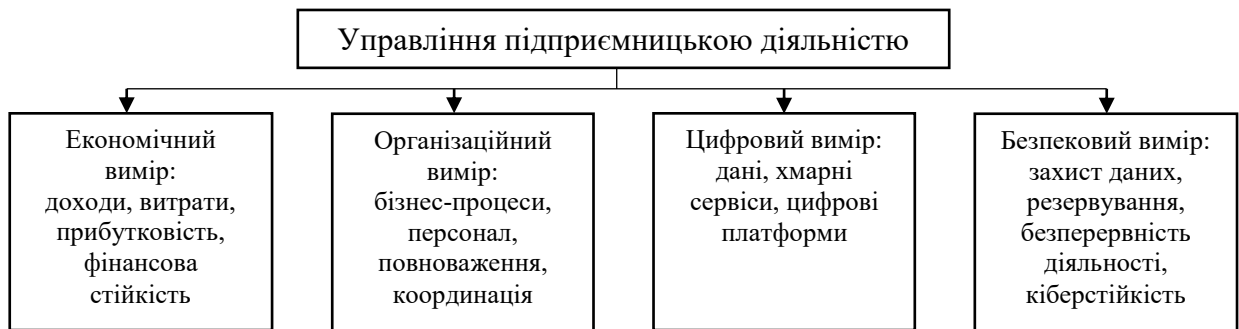 Управління підприємницькою діяльністю
Економічний
вимір:
доходи, витрати,
прибутковість,
фінансова
стійкість
Організаційний
вимір:
бізнес-процеси,
персонал,
повноваження,
координація
Цифровий вимір:
дані, хмарні
сервіси, цифрові
платформи
Безпековий вимір:
захист даних,
резервування,
безперервність
діяльності,
кіберстійкість